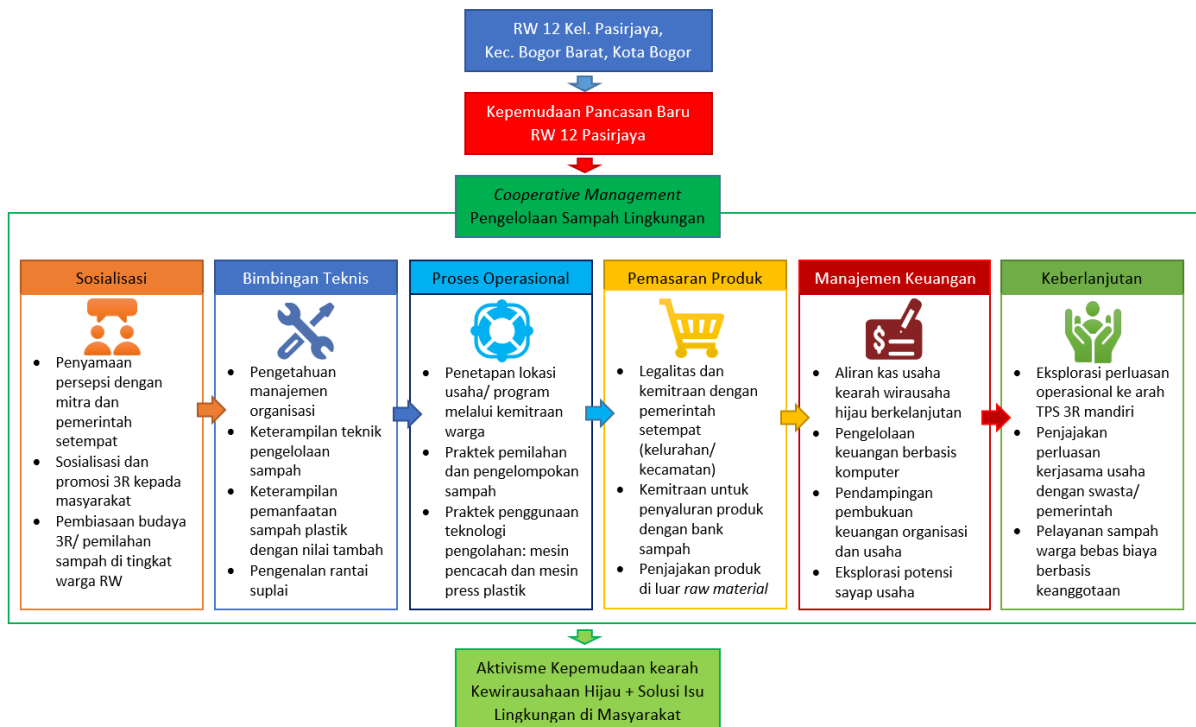 RW 12 Kel. Pasirjaya,
Kec. Bogor Barat, Kota Bogor
Kepemudaan Pancasan Baru
RW 12 Pasirjaya
Cooperative Management
Pengelolaan Sampah Lingkungan
Sosialisasi
• Penyamaan
persepsi dengan
mitra dan
pemerintah
setempat
• Sosialisasi dan
promosi 3R kepada
masyarakat
• Pembiasaan budaya
3R/ pemilahan
sampah di tingkat
warga RW
Bimbingan Teknis
• Pengetahuan
manajemen
organisasi
• Keterampilan teknik
pengelolaan
sampah
• Keterampilan
pemanfaatan
sampah plastik
dengan nilai tambah
• Pengenalan rantai
suplai
Proses Operasional
• Penetapan lokasi
usaha/ program
melalui kemitraan
warga
• Praktek pemilahan
dan pengelompokan
sampah
• Praktek penggunaan
teknologi
pengolahan: mesin
pencacah dan mesin
press plastik
Pemasaran Produk
• Legalitas dan
kemitraan dengan
pemerintah
setempat
(kelurahan/
kecamatan)
• Kemitraan untuk
penyaluran produk
dengan bank
sampah
• Penjajakan produk
di luar raw material
Manajemen Keuangan
$
• Aliran kas usaha
kearah wirausaha
hijau berkelanjutan
• Pengelolaan
keuangan berbasis
komputer
• Pendampingan
pembukuan
keuangan organisasi
dan usaha
• Eksplorasi potensi
sayap usaha
Keberlanjutan
• Eksplorasi perluasan
operasional ke arah
TPS 3R mandiri
• Penjajakan
perluasan
kerjasama usaha
dengan swasta/
pemerintah
• Pelayanan sampah
warga bebas biaya
berbasis
keanggotaan
Aktivisme Kepemudaan kearah
Kewirausahaan Hijau + Solusi Isu
Lingkungan di Masyarakat